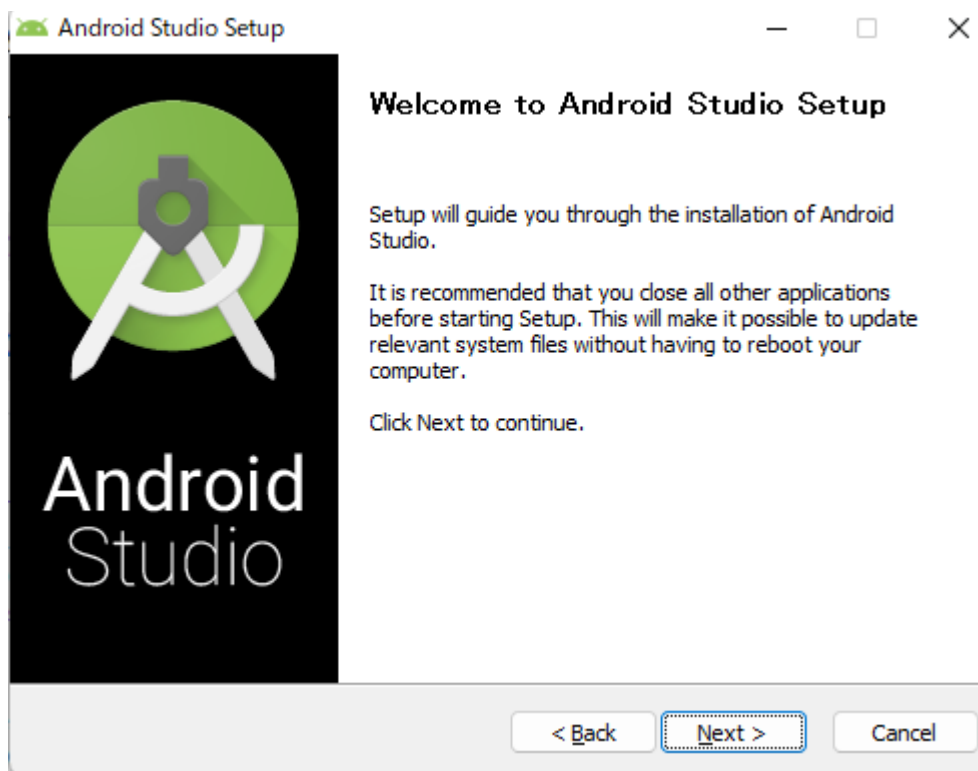 Android Studio Setup
Welcome to Android Studio Setup
Setup will guide you through the installation of Android
Studio.
It is recommended that you close all other applications
before starting Setup. This will make it possible to update
relevant system files without having to reboot your
computer.
Click Next to continue.
Android
Studio
< Back
Next >
Cancel